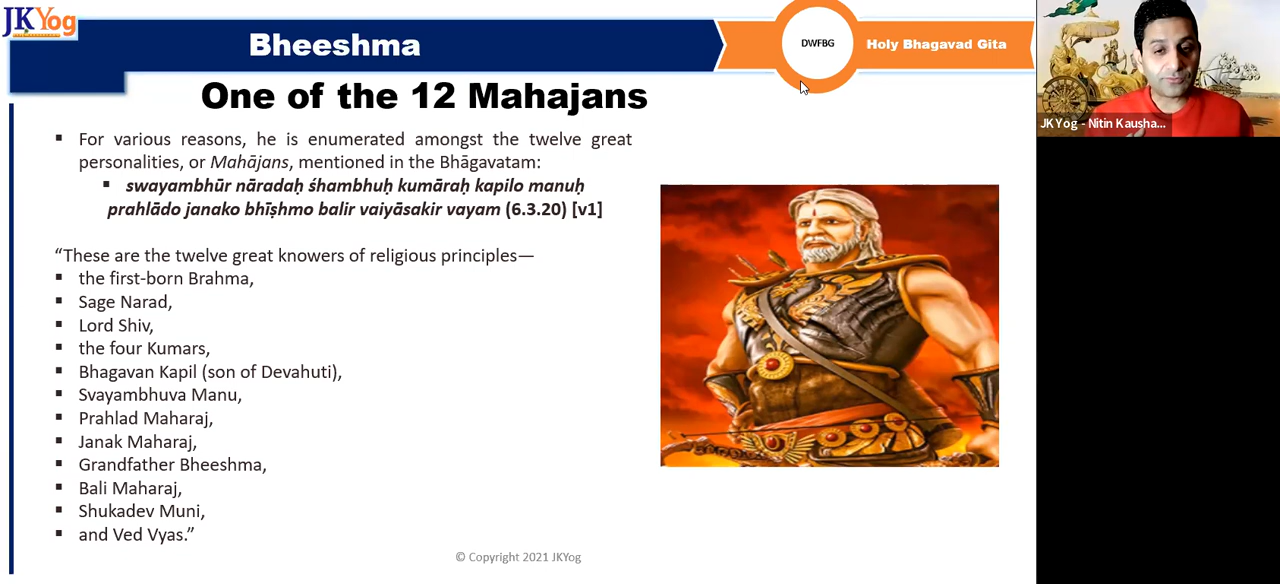 JKYog
Bheeshma
DWFBG
Holy Bhagavad Gita
One of the 12 Mahajans
▪ For various reasons, he is enumerated amongst the twelve great
personalities, or Mahājans, mentioned in the Bhāgavatam:
▪ swayambhūr nāradaḥ śhambhuḥ kumāraḥ kapilo manuḥ
prahlādo janako bhīṣhmo balir vaiyāsakir vayam (6.3.20) [v1]
“These are the twelve great knowers of religious principles—
▪ the first-born Brahma,
▪ Sage Narad,
▪ Lord Shiv,
▪ the four Kumars,
▪ Bhagavan Kapil (son of Devahuti),
▪ Svayambhuva Manu,
▪ Prahlad Maharaj,
▪ Janak Maharaj,
▪ Grandfather Bheeshma,
▪ Bali Maharaj,
▪ Shukadev Muni,
▪ and Ved Vyas.”
© Copyright 2021 JKYog
JKYog - Nitin Kausha...